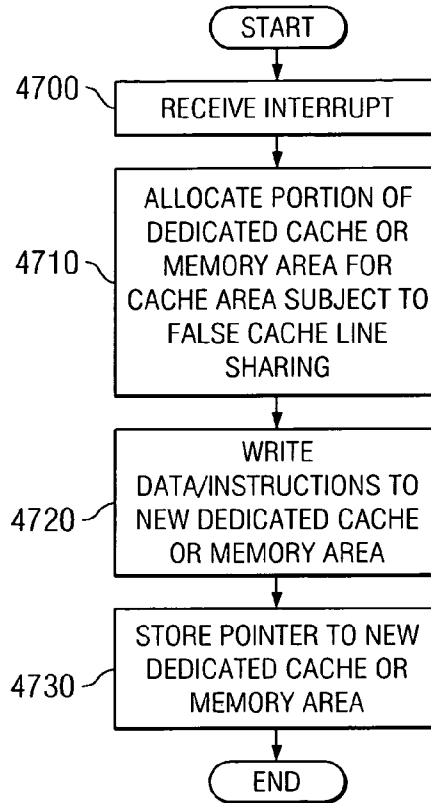 START
4700
RECEIVE INTERRUPT
4710
ALLOCATE PORTION OF
DEDICATED CACHE OR
MEMORY AREA FOR
CACHE AREA SUBJECT TO
FALSE CACHE LINE
SHARING
4720
WRITE
DATA/INSTRUCTIONS TO
NEW DEDICATED CACHE
OR MEMORY AREA
4730
STORE POINTER TO NEW
DEDICATED CACHE OR
MEMORY AREA
END